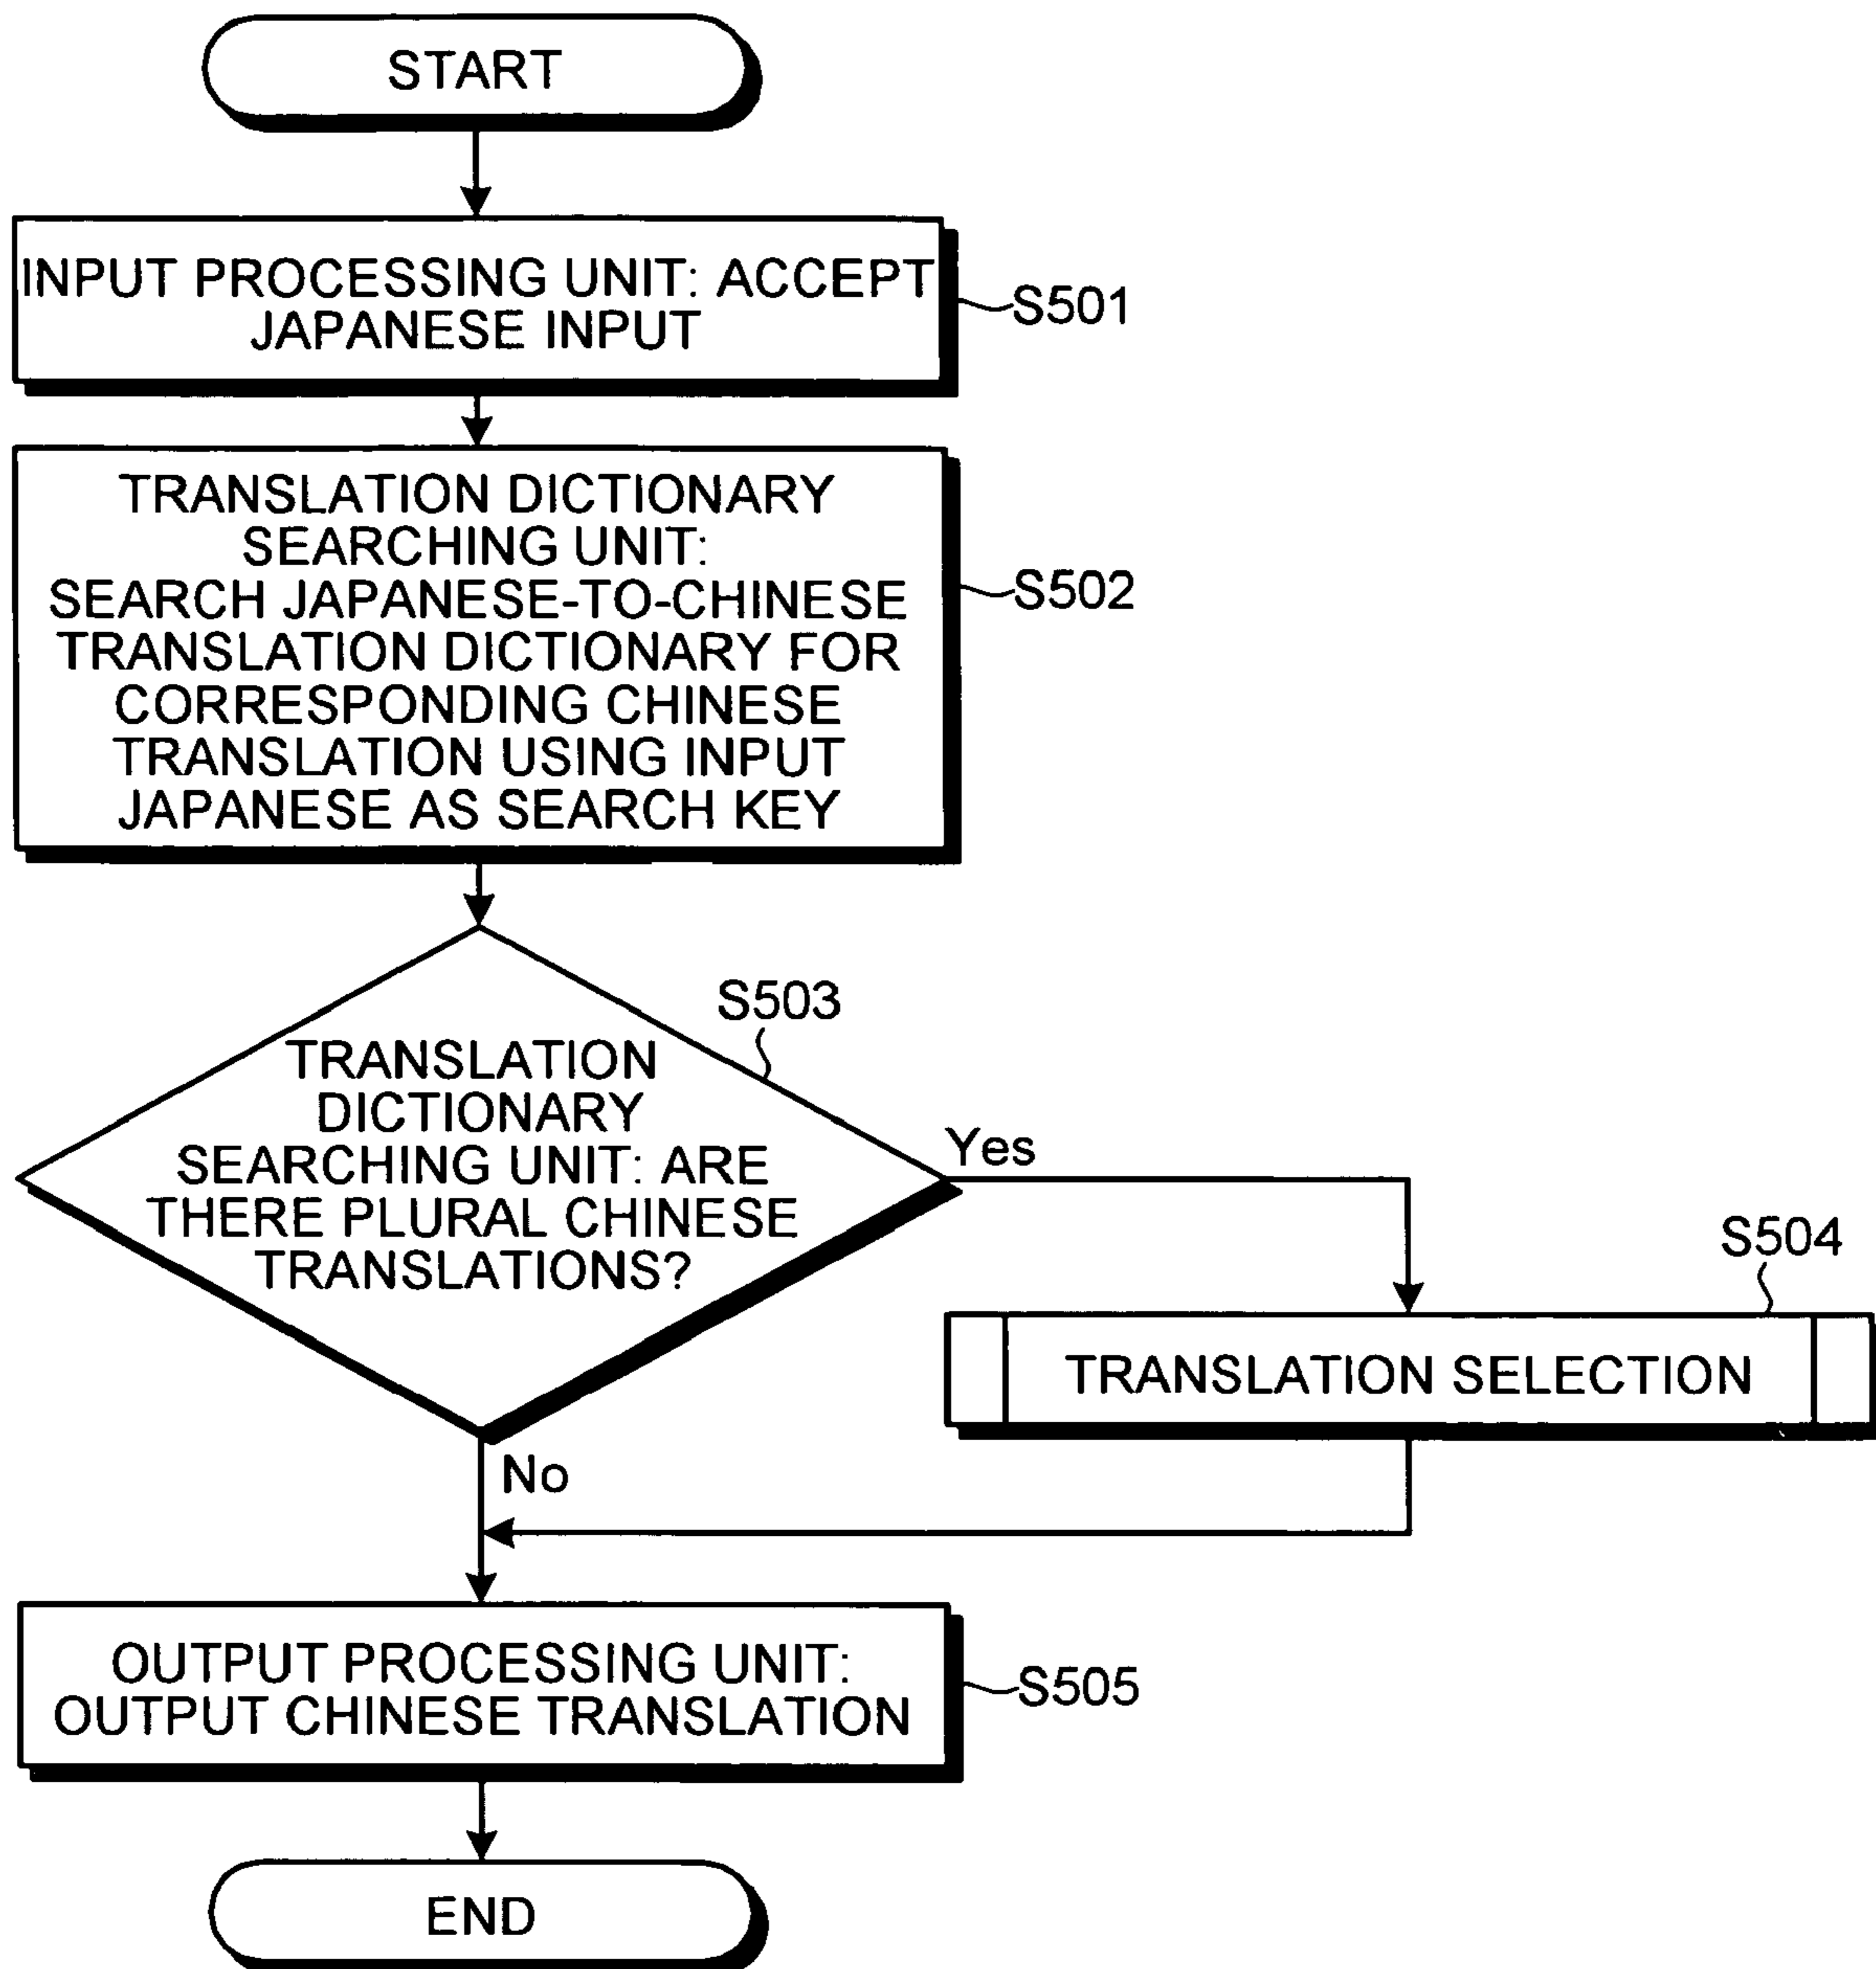 START
INPUT PROCESSING UNIT: ACCEPT
JAPANESE INPUT
S501
TRANSLATION DICTIONARY
SEARCHING UNIT:
SEARCH JAPANESE-TO-CHINESE
TRANSLATION DICTIONARY FOR
CORRESPONDING CHINESE
TRANSLATION USING INPUT
JAPANESE AS SEARCH KEY
S502
S503
TRANSLATION
DICTIONARY
SEARCHING UNIT: ARE
THERE PLURAL CHINESE
TRANSLATIONS?
Yes
S504
TRANSLATION SELECTION
No
OUTPUT PROCESSING UNIT:
OUTPUT CHINESE TRANSLATION
S505
END